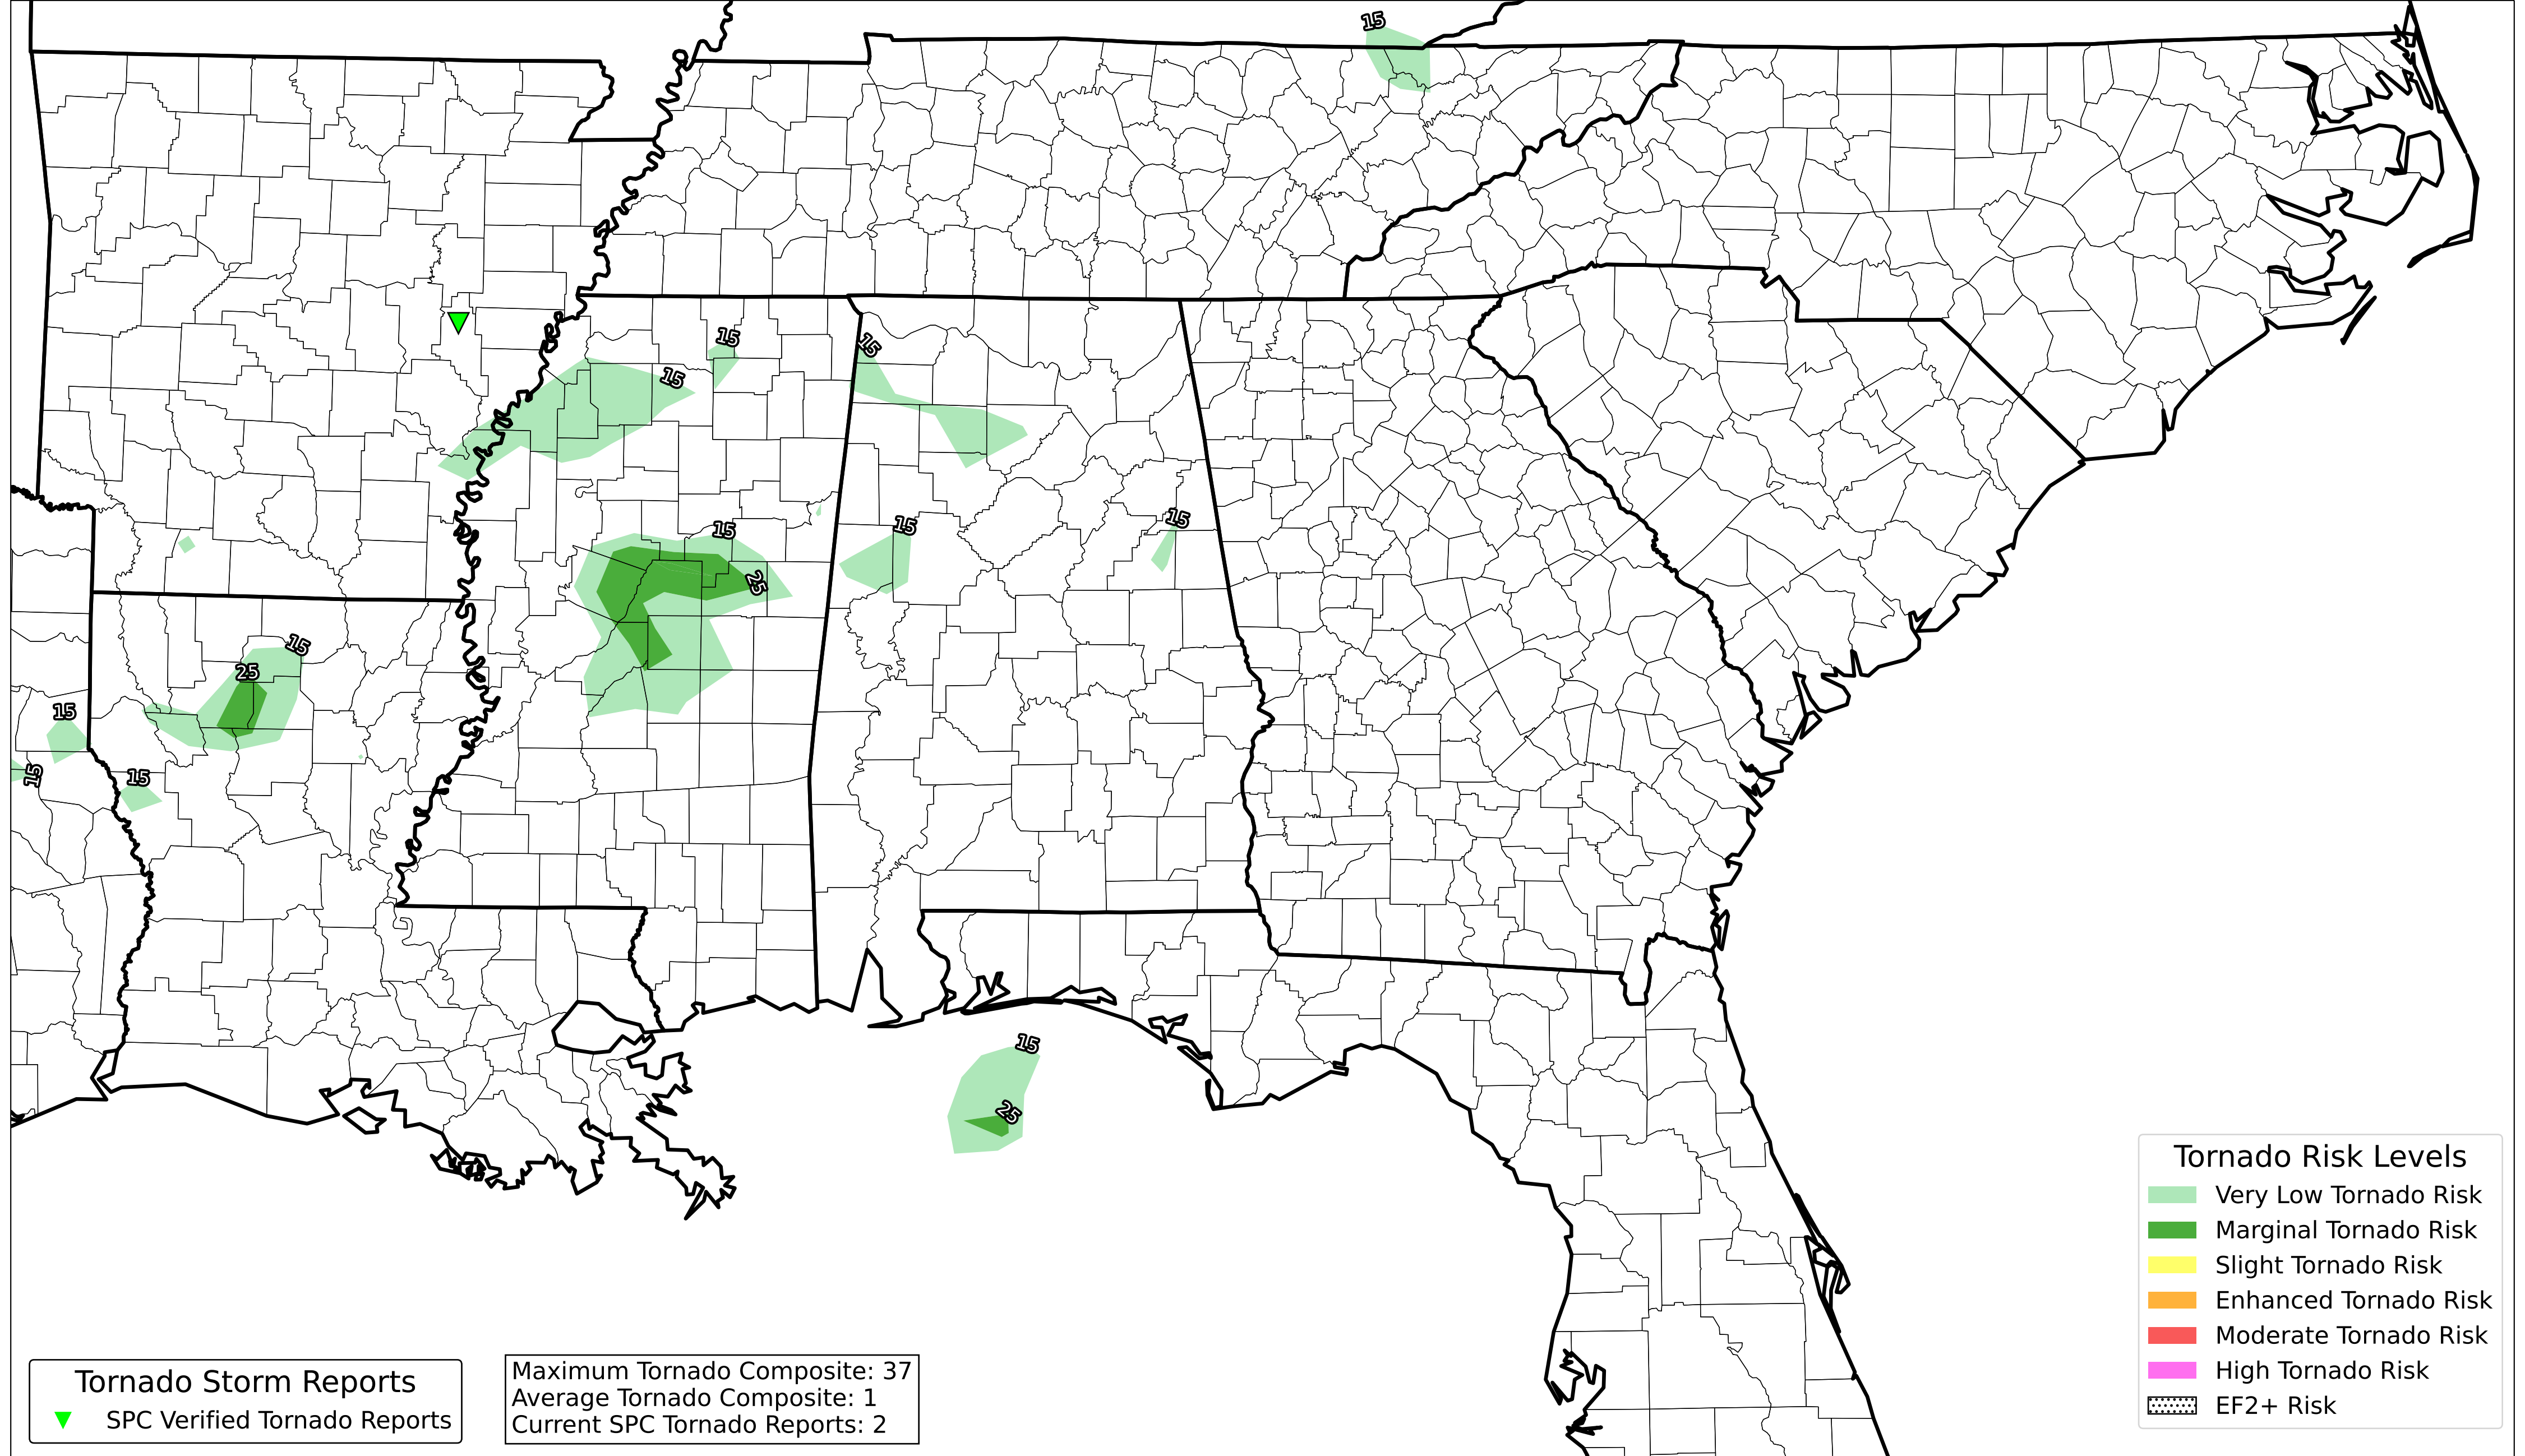 15
15
15
15
15
15
15
15
25
15
25
15
15
15
15
25
Tornado Risk Levels
Very Low Tornado Risk
Marginal Tornado Risk
Slight Tornado Risk
Enhanced Tornado Risk
Moderate Tornado Risk
High Tornado Risk
EF2+ Risk
Tornado Storm Reports
SPC Verified Tornado Reports
Maximum Tornado Composite: 37
Average Tornado Composite: 1
Current SPC Tornado Reports: 2